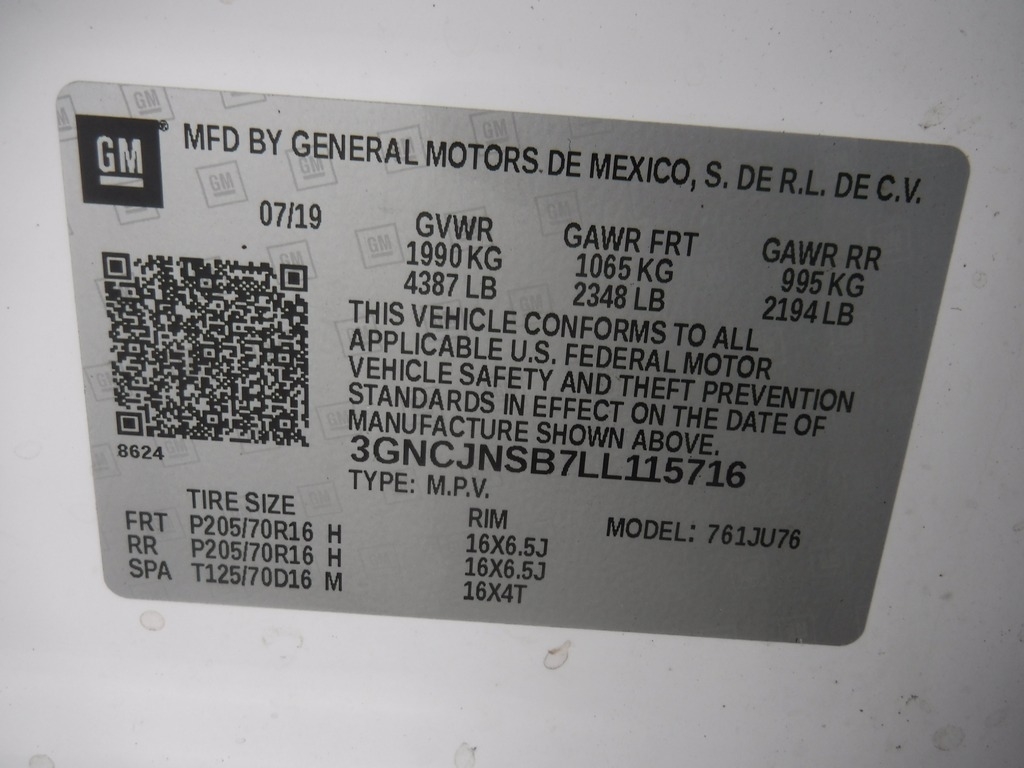 GM® MFD BY GENERAL MOTORS DE MEXICO, S. DE R.L. DE C.V.
07/19
GVWR GAWR FRT GAWR RR
1990 KG 1065 KG 995 KG
4387 LB 2348 LB 2194 LB
THIS VEHICLE CONFORMS TO ALL
APPLICABLE U.S. FEDERAL MOTOR
VEHICLE SAFETY AND THEFT PREVENTION
STANDARDS IN EFFECT ON THE DATE OF
MANUFACTURE SHOWN ABOVE.
8624
3GNCJNSB7LL115716
TYPE: M.P.V.
TIRE SIZE RIM MODEL: 761JU76
FRT P205/70R16 H 16X6.5J
RR P205/70R16 H 16X6.5J
SPA T125/70D16 M 16X4T